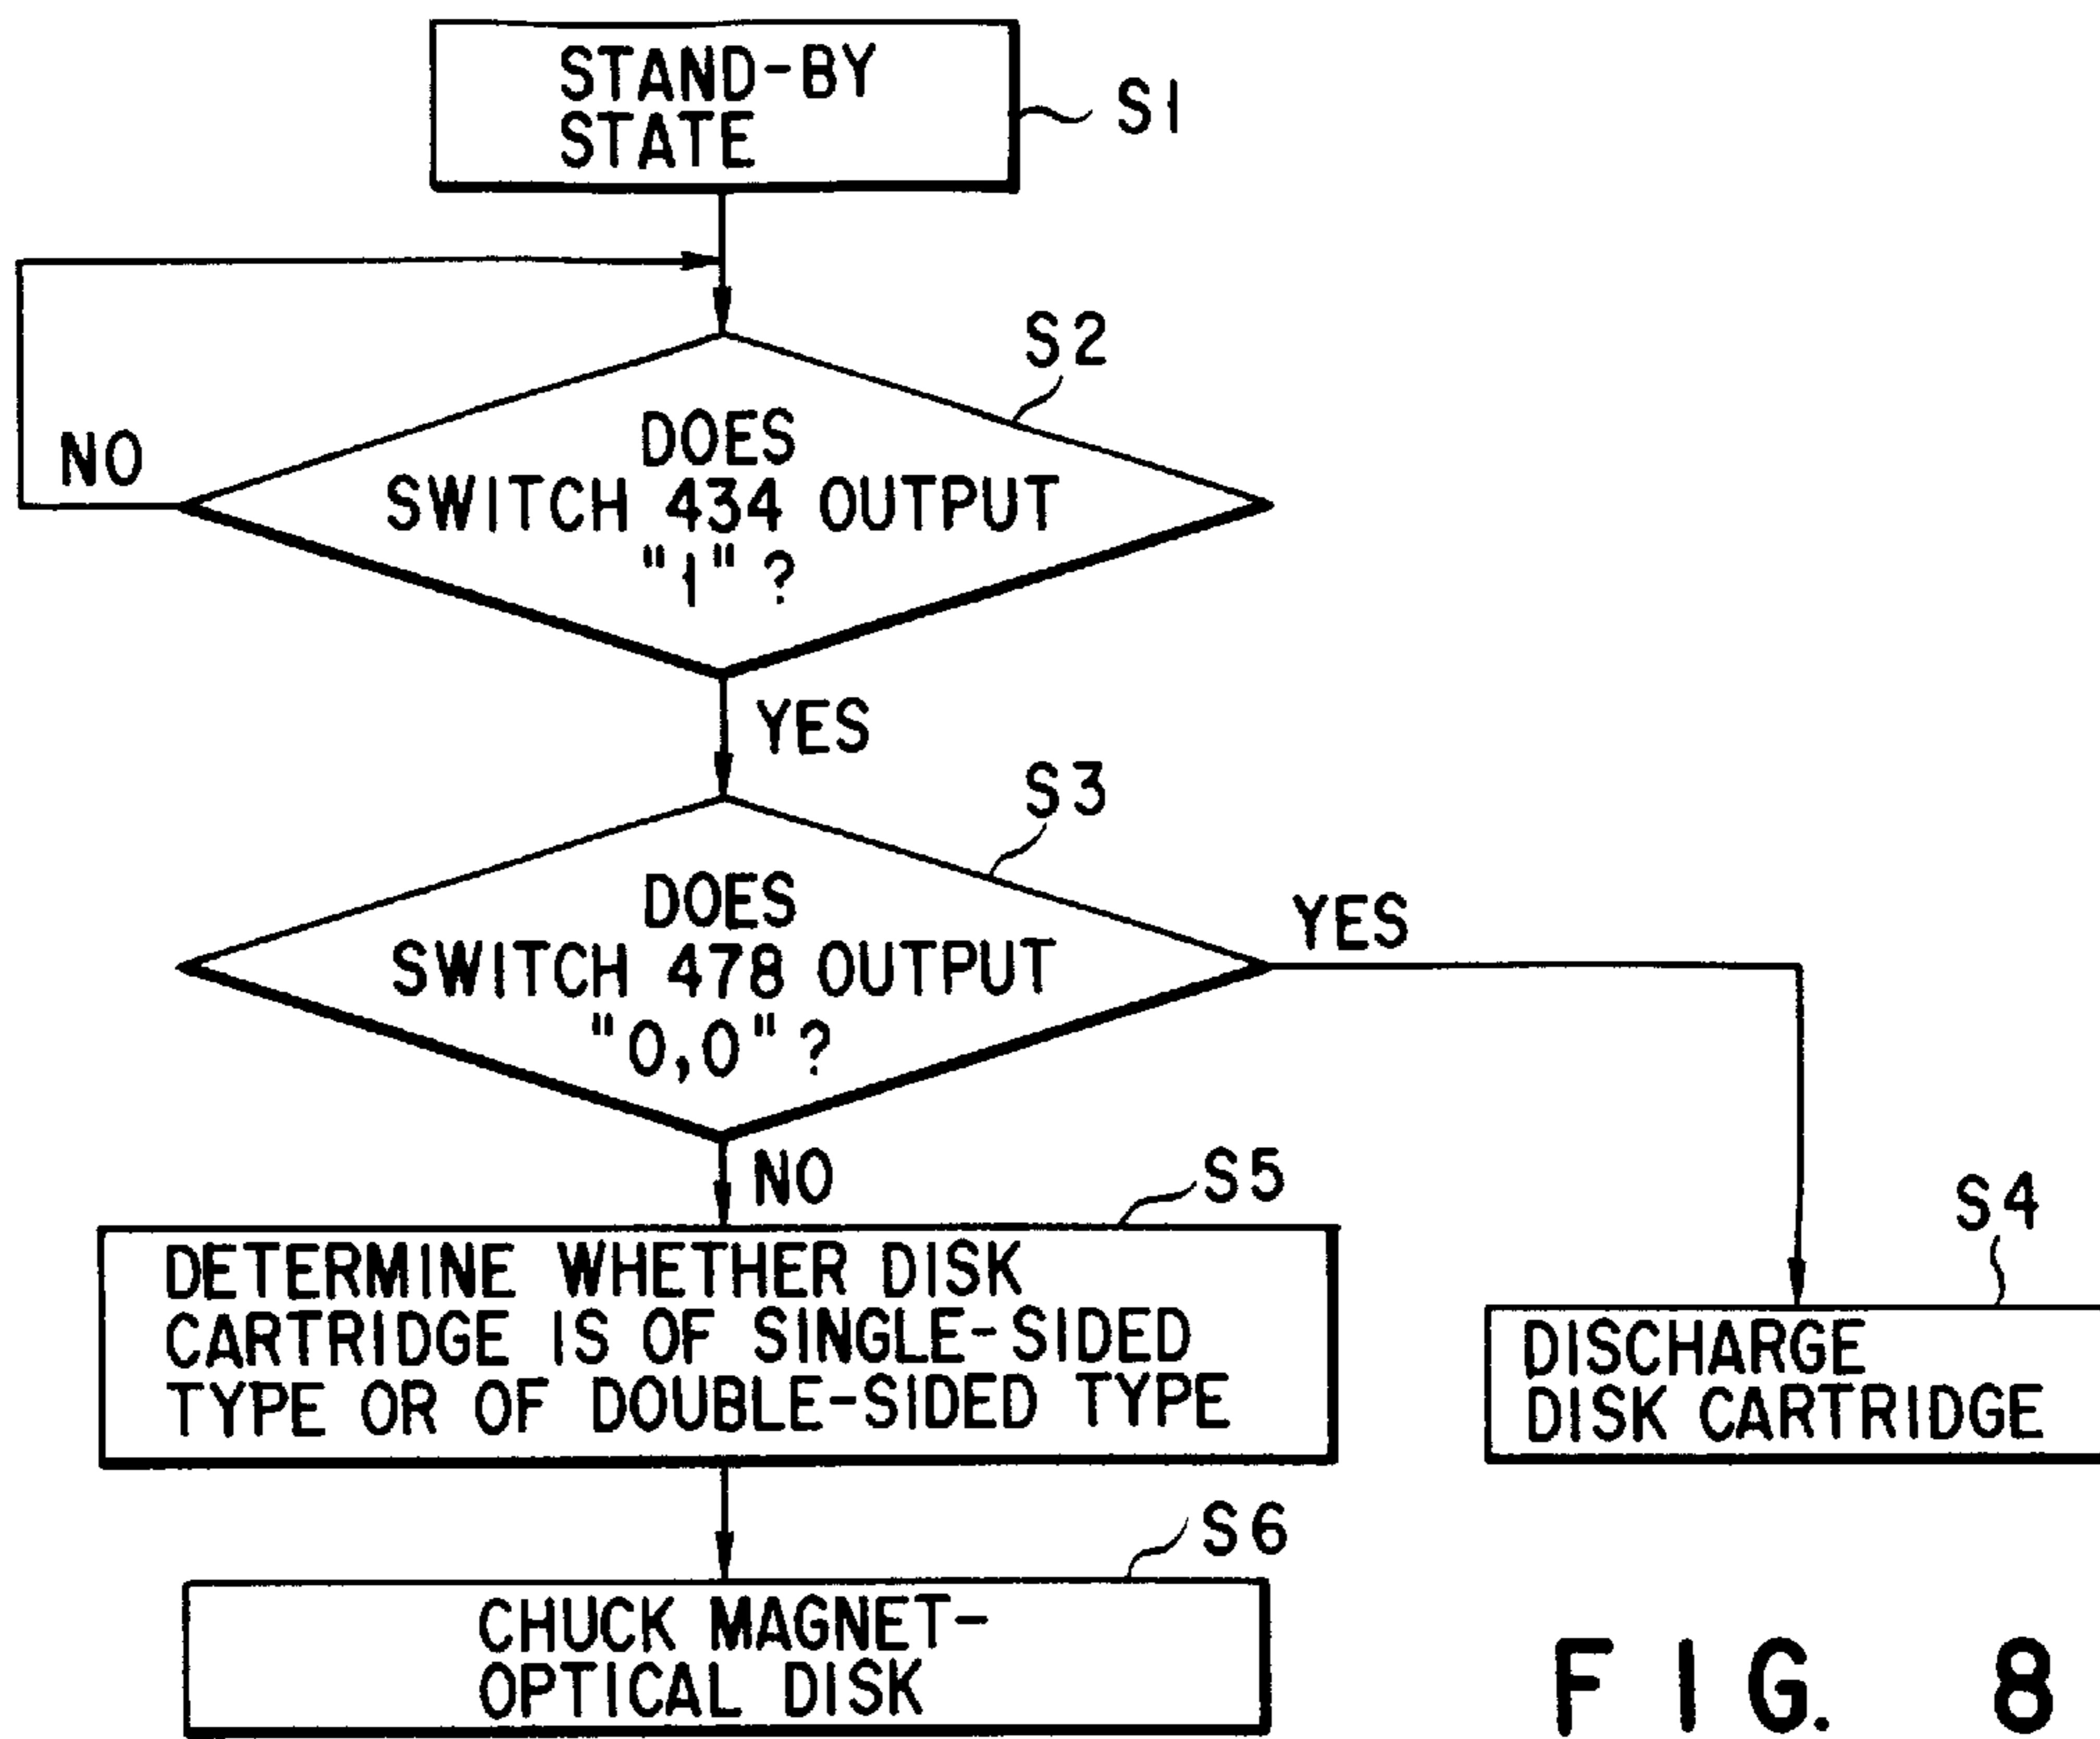 STAND-BY
STATE
S1
S2
DOES
SWITCH 434 OUTPUT
"1"?
NO
YES
S3
DOES
SWITCH 478 OUTPUT
"0,0"?
YES
NO
S5
DETERMINE WHETHER DISK
CARTRIDGE IS OF SINGLE-SIDED
TYPE OR OF DOUBLE-SIDED TYPE
S4
DISCHARGE
DISK CARTRIDGE
S6
CHUCK MAGNET-
OPTICAL DISK
FIG. 8